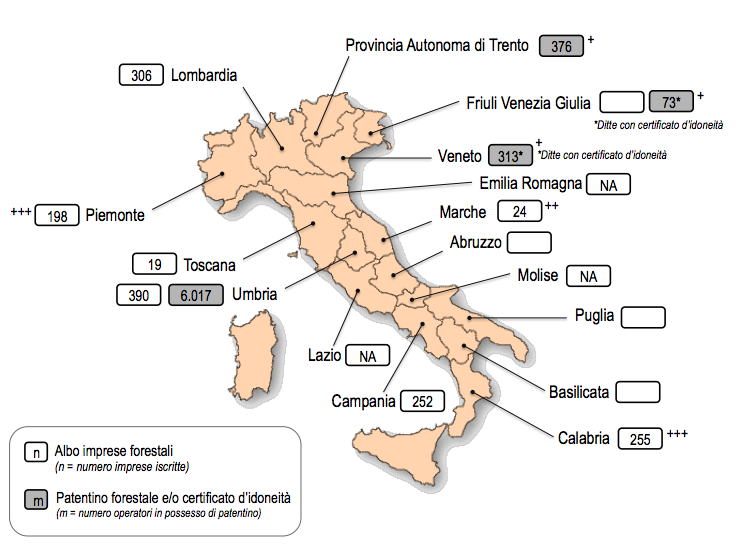 Provincia Autonoma di Trento 376 +
306 Lombardia
Friuli Venezia Giulia 73* +
*Ditte con certificato d'idoneità
Veneto 313* + *Ditte con certificato d'idoneità
Emilia Romagna NA
+++ 198 Piemonte
Marche 24 ++
Abruzzo
19 Toscana
Molise NA
390 6.017 Umbria
Puglia
Lazio NA
Basilicata
Campania 252
Calabria 255 +++
n Albo imprese forestali
(n = numero imprese iscritte)
m Patentino forestale e/o certificato d'idoneità
(m = numero operatori in possesso di patentino)